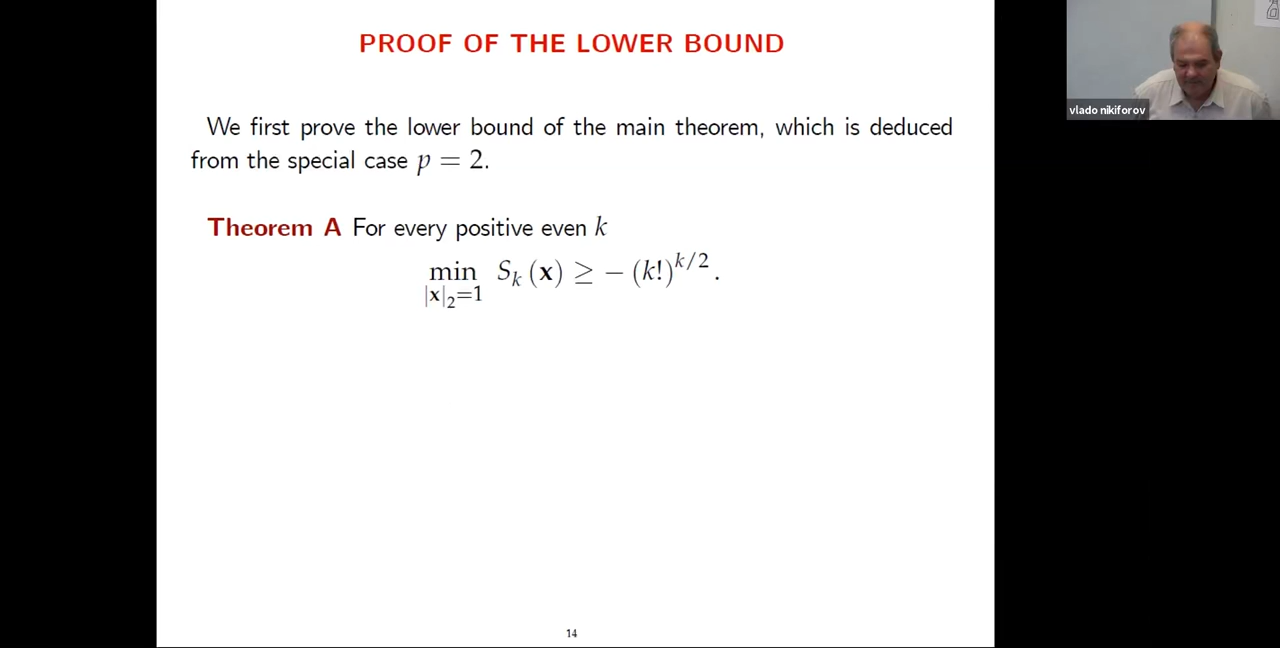 PROOF OF THE LOWER BOUND
We first prove the lower bound of the main theorem, which is deduced
from the special case p = 2.
Theorem A For every positive even k
min S_k (x) ≥ − (k!)^{k/2} .
|x|_2=1
14
vlado nikiforov